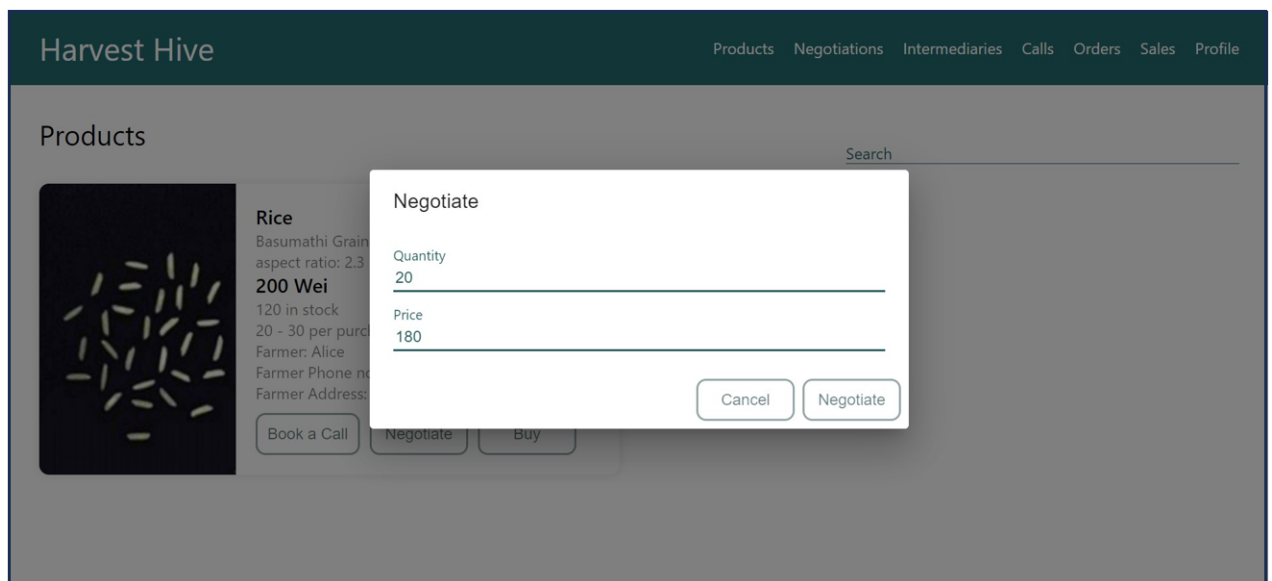 Harvest Hive
Products Negotiations Intermediaries Calls Orders Sales Profile
Products
Search
Rice
Basumathi Grain
aspect ratio: 2.3
200 Wei
120 in stock
20 - 30 per
Farmer: Alice
Farmer Phone
Farmer Address:
Book a Call Negotiate Buy
Negotiate
Quantity
20
Price
180
Cancel Negotiate